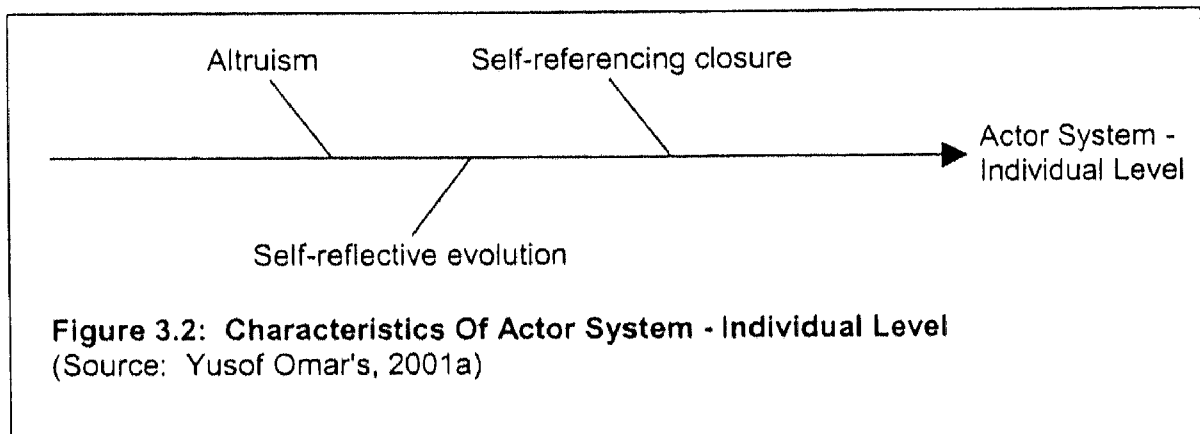 Altruism
Self-referencing closure
Actor System -
Individual Level
Self-reflective evolution
Figure 3.2: Characteristics Of Actor System - Individual Level
(Source: Yusof Omar's, 2001a)